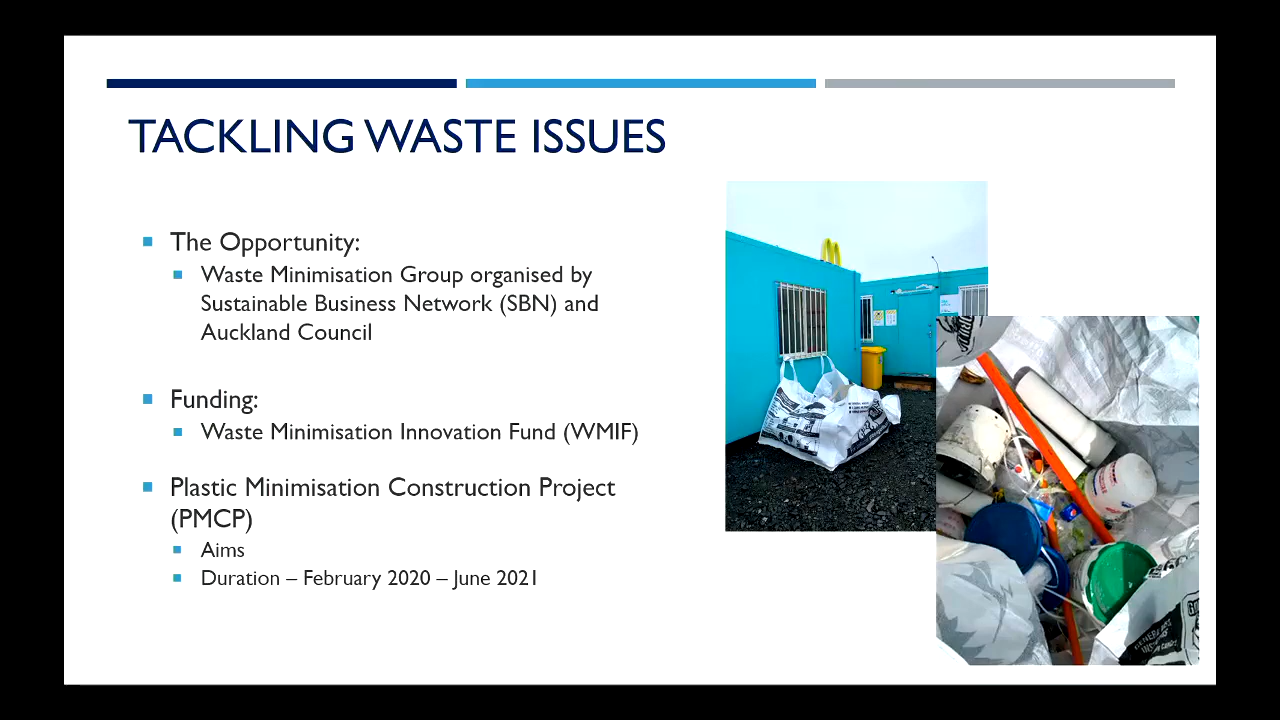 TACKLING WASTE ISSUES
The Opportunity:
Waste Minimisation Group organised by
Sustainable Business Network (SBN) and
Auckland Council
Funding:
Waste Minimisation Innovation Fund (WMIF)
Plastic Minimisation Construction Project
(PMCP)
Aims
Duration – February 2020 – June 2021